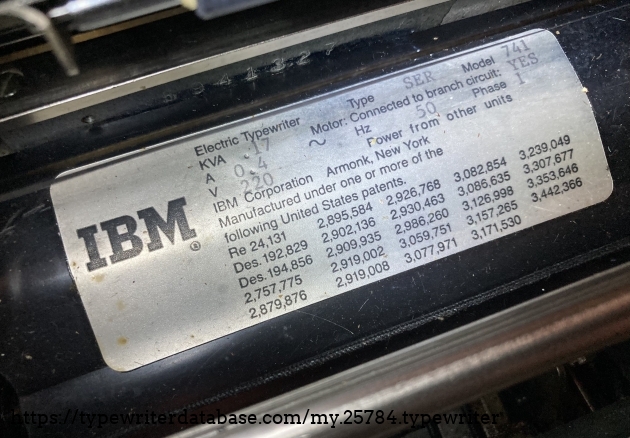 5341327
Electric Typewriter Type SER Model 741
KVA .17 Motor: Connected to branch circuit: YES
A 0.4 ~ Hz 50 Phase 1
V 220 Power from other units
IBM Corporation Armonk, New York
Manufactured under one or more of the
following United States patents.
Re 24,131 2,895,584 2,926,768 3,082,854 3,239,049
Des. 192,829 2,902,136 2,930,463 3,086,635 3,307,677
Des. 194,856 2,909,935 2,986,260 3,126,998 3,353,646
2,757,775 2,919,002 3,059,751 3,157,265 3,442,366
2,879,876 2,919,008 3,077,971 3,171,530
IBM®
https://typewriterdatabase.com/my.25784.typewriter